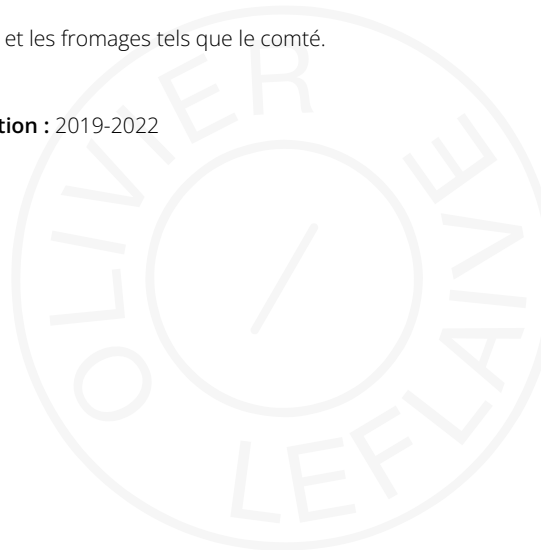 et les fromages tels que le comté.
tion : 2019-2022
OLIVIER
LEFLAIVE